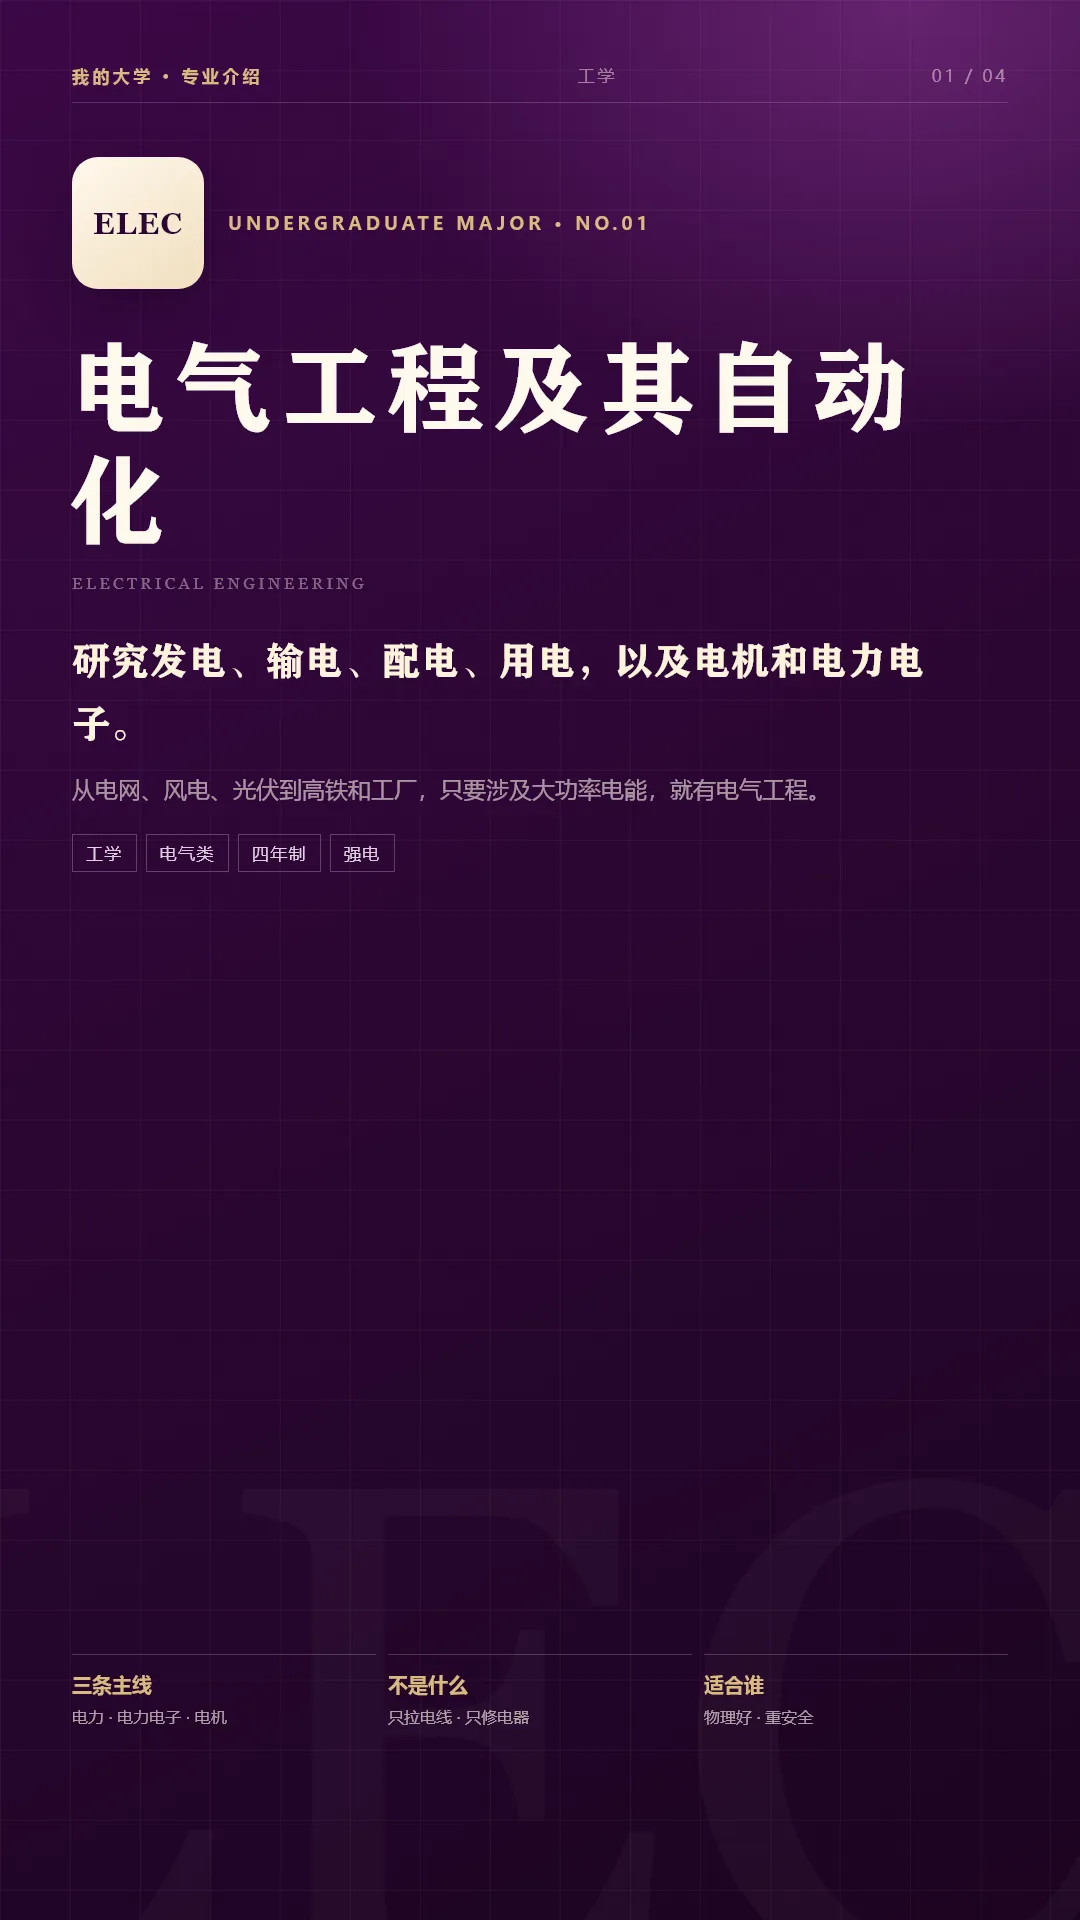 我的大学 · 专业介绍
工学
01 / 04
ELEC
UNDERGRADUATE MAJOR · NO.01
电气工程及其自动
化
ELECTRICAL ENGINEERING
研究发电、输电、配电、用电，以及电机和电力电
子。
从电网、风电、光伏到高铁和工厂，只要涉及大功率电能，就有电气工程。
工学
电气类
四年制
强电
三条主线
电力 · 电力电子 · 电机
不是什么
只拉电线 · 只修电器
适合谁
物理好 · 重安全